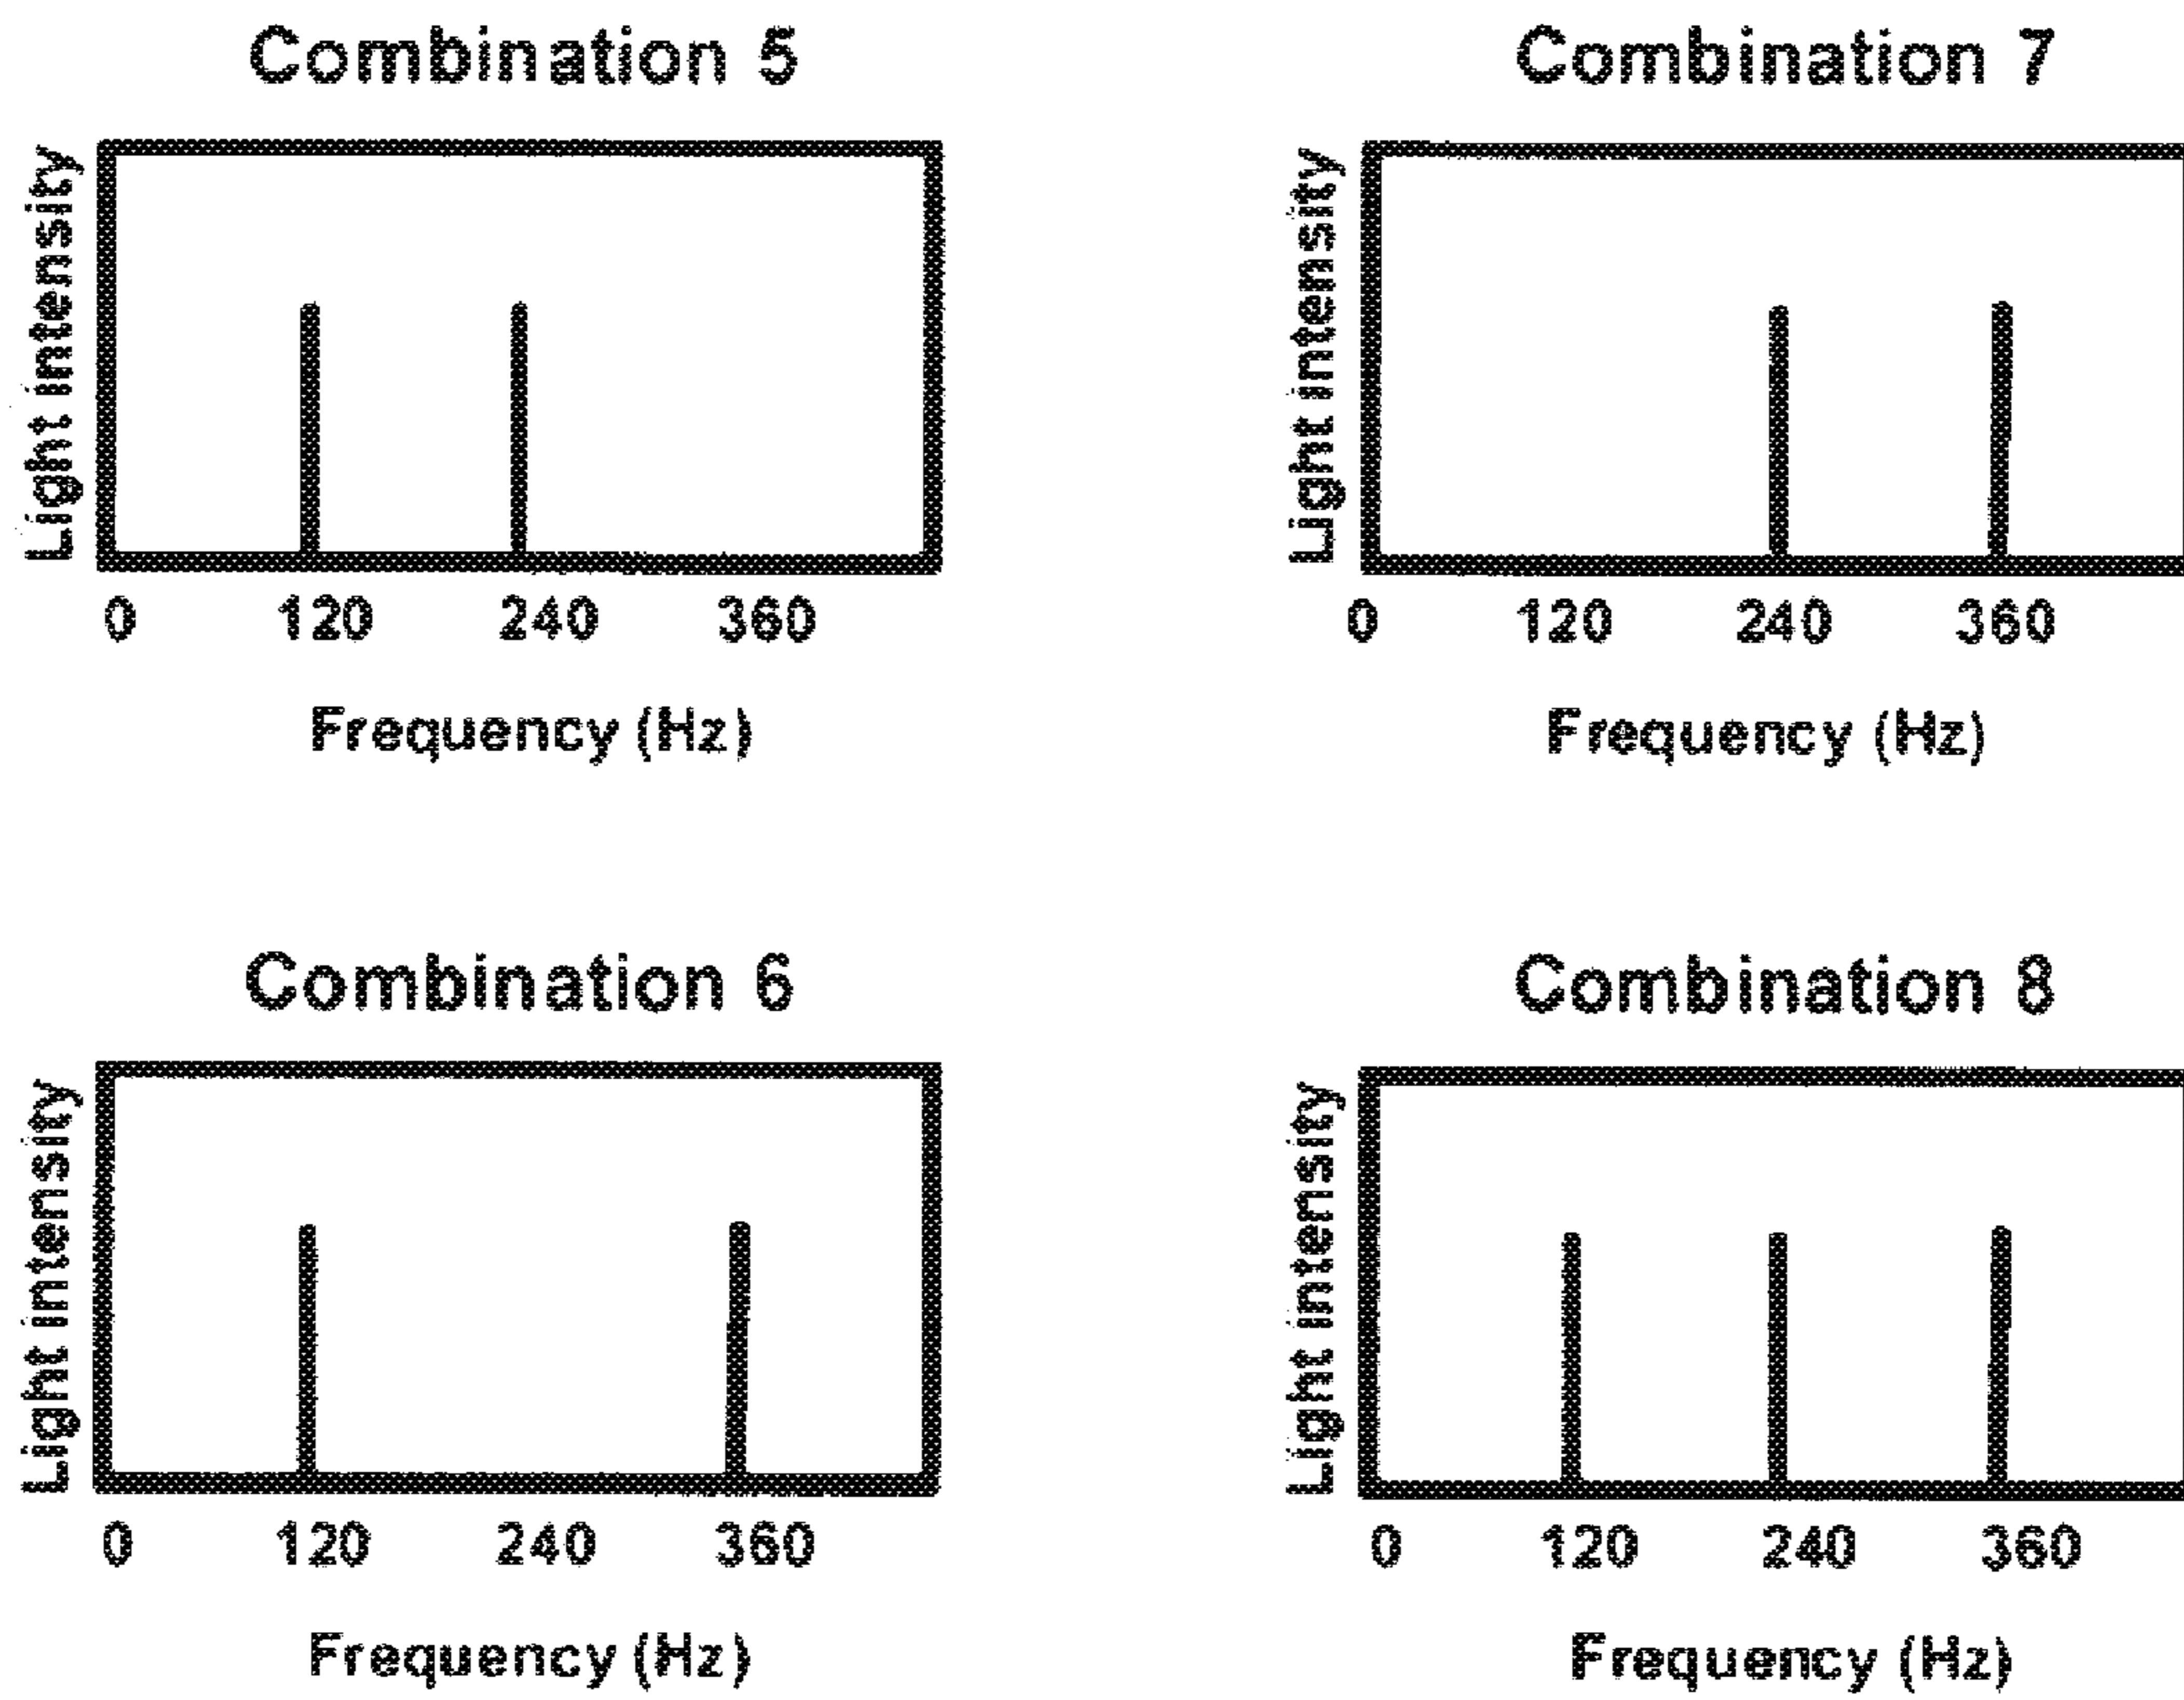 Combination 5
Light intensity
0 120 240 360
Frequency (Hz)
Combination 7
Light intensity
0 120 240 360
Frequency (Hz)
Combination 6
Light intensity
0 120 240 360
Frequency (Hz)
Combination 8
Light intensity
0 120 240 360
Frequency (Hz)